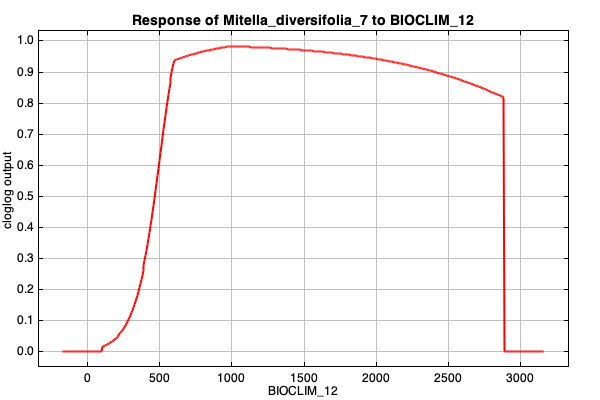 Response of Mitella_diversifolia_7 to BIOCLIM_12
1.0
0.9
0.8
0.7
0.6
0.5
0.4
0.3
0.2
0.1
0.0
cloglog output
0 500 1000 1500 2000 2500 3000
BIOCLIM_12